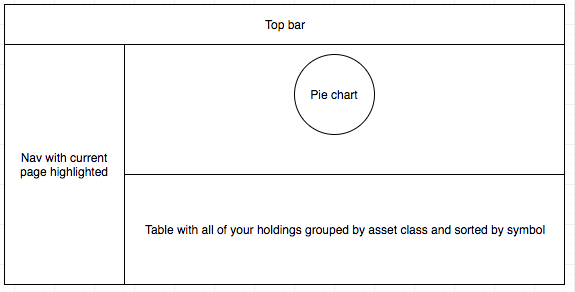 Top bar
Pie chart
Nav with current
page highlighted
Table with all of your holdings grouped by asset class and sorted by symbol